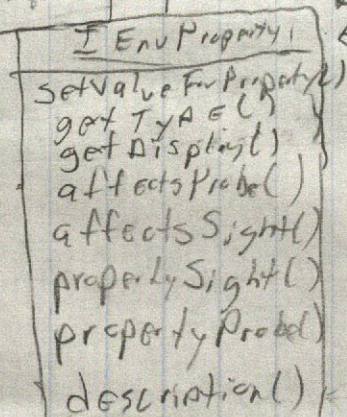 I EnvProperty
setValueForProperty()
getTYPE()
getDisplay()
affectsProbe()
affectsSight()
propertySight()
propertyProbe()
description()